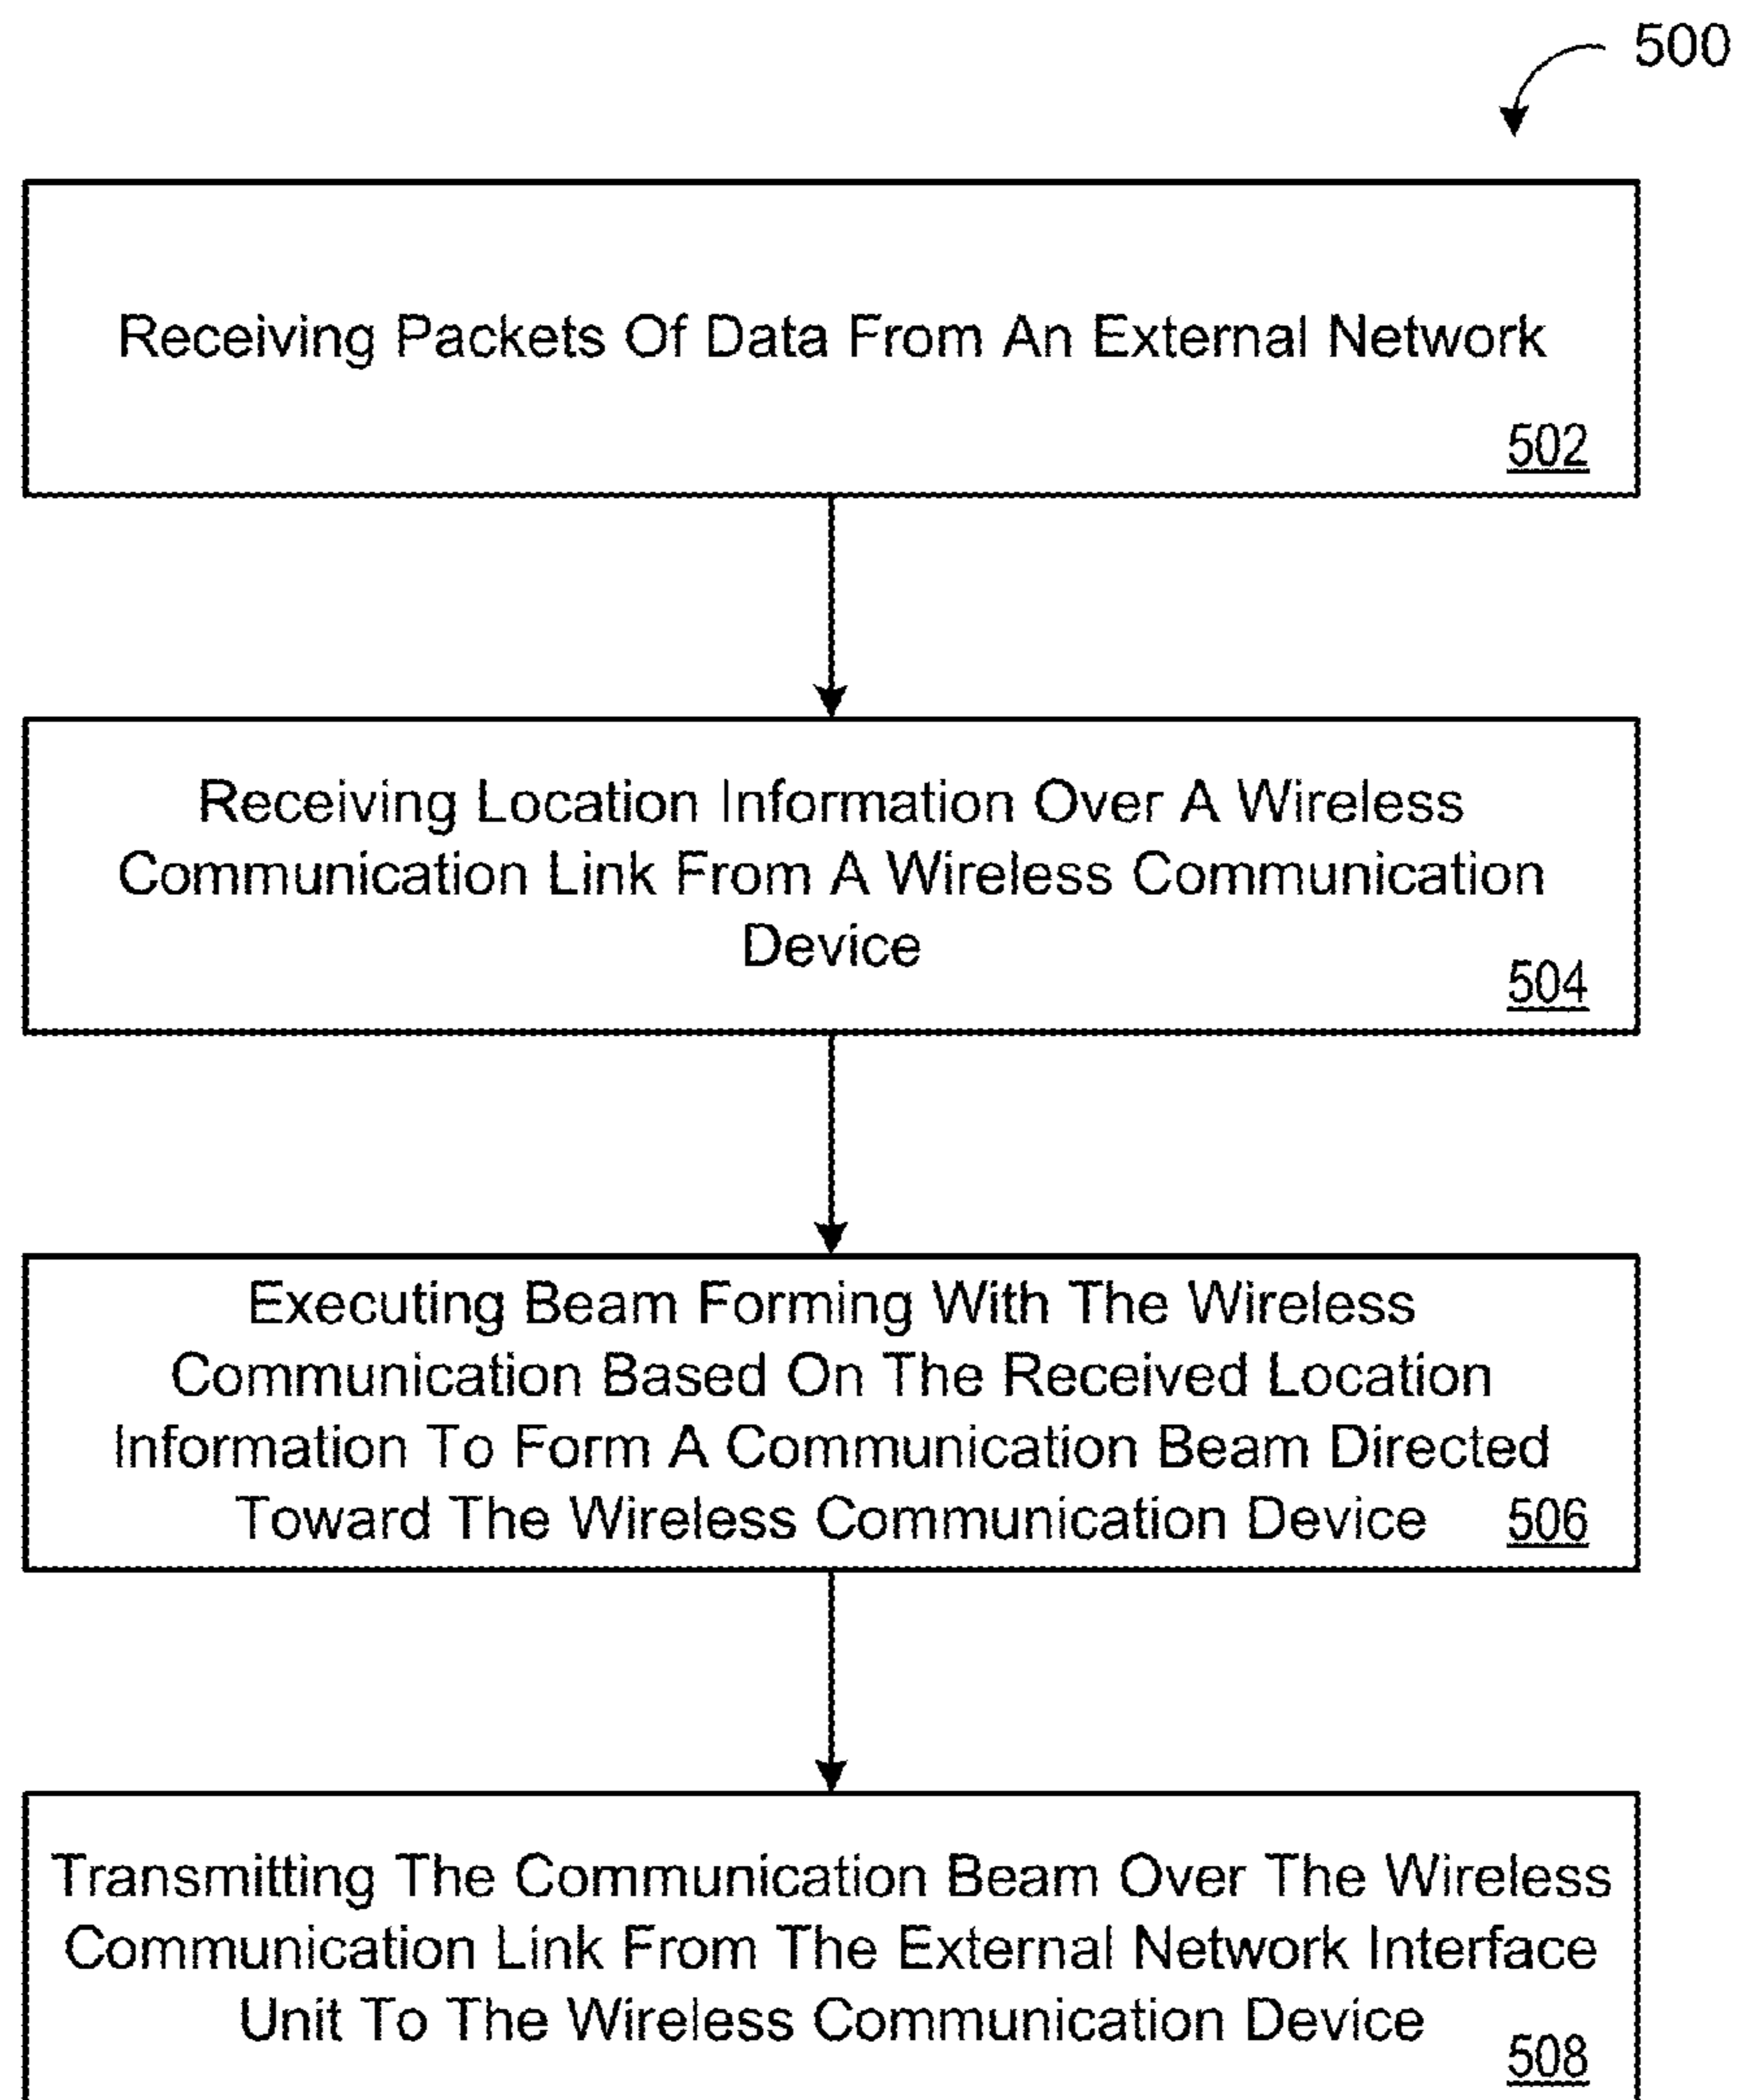 500
Receiving Packets Of Data From An External Network
502
Receiving Location Information Over A Wireless
Communication Link From A Wireless Communication
Device
504
Executing Beam Forming With The Wireless
Communication Based On The Received Location
Information To Form A Communication Beam Directed
Toward The Wireless Communication Device
506
Transmitting The Communication Beam Over The Wireless
Communication Link From The External Network Interface
Unit To The Wireless Communication Device
508